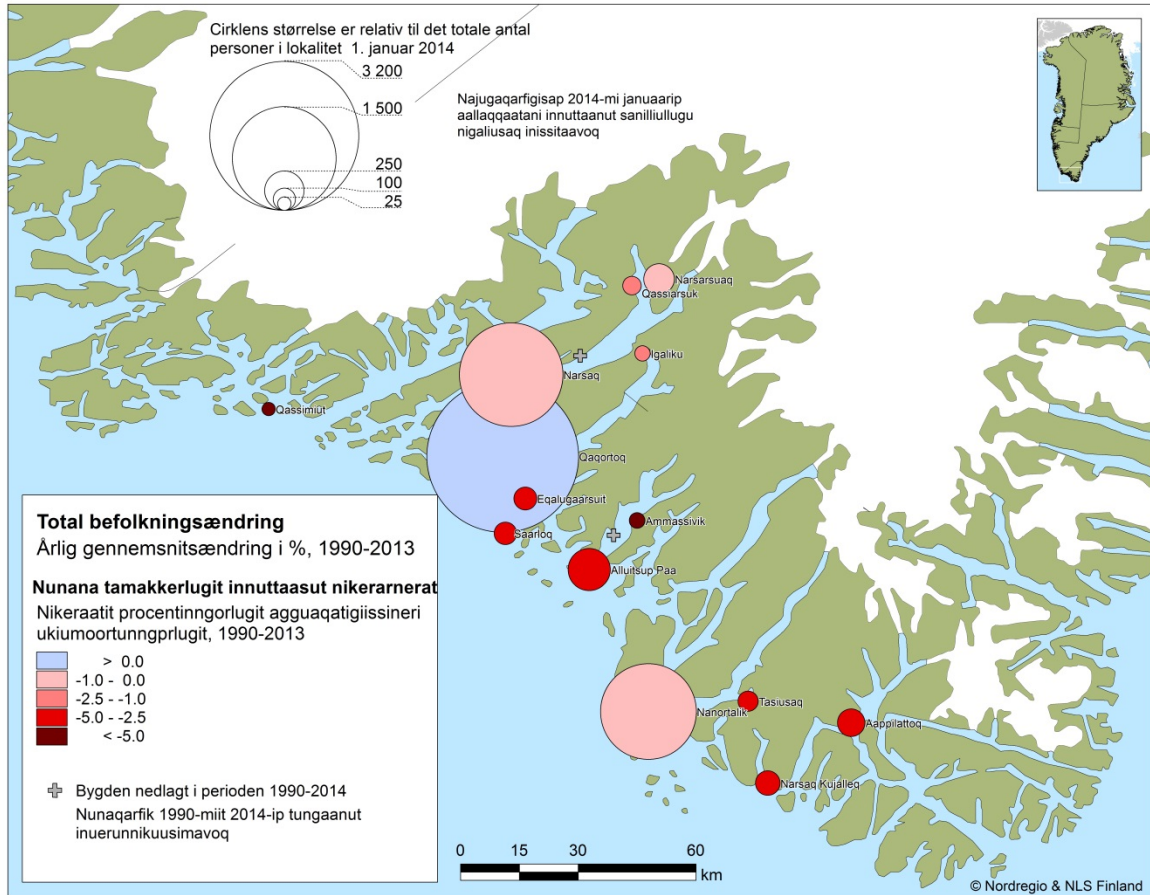 Cirklens størrelse er relativ til det totale antal
personer i lokalitet 1. januar 2014
3 200
1 500
250
100
25
Najugaqarfigisap 2014-mi januaarip
aallaqqaatani innuttaanut sanilliullugu
nigaliusaq inissitaavoq
Narsarsuaq
Qassiarsuk
Igaliku
Narsaq
Qassimiut
Qaqortoq
Eqalugaarsuit
Ammassivik
Saarloq
Alluitsup Paa
Tasiusaq
Nanortalik
Aappilattoq
Narsaq Kujalleq
Total befolkningsændring
Årlig gennemsnitsændring i %, 1990-2013
Nunana tamakkerlugit innuttaasut nikerarnerat
Nikeraatit procentinngorlugit agguaqatigiissineri
ukiumoortunngprlugit, 1990-2013
> 0.0
-1.0 - 0.0
-2.5 - -1.0
-5.0 - -2.5
< -5.0
Bygden nedlagt i perioden 1990-2014
Nunaqarfik 1990-miit 2014-ip tungaanut
inuerunnikuusimavoq
0 15 30 60
km
© Nordregio & NLS Finland